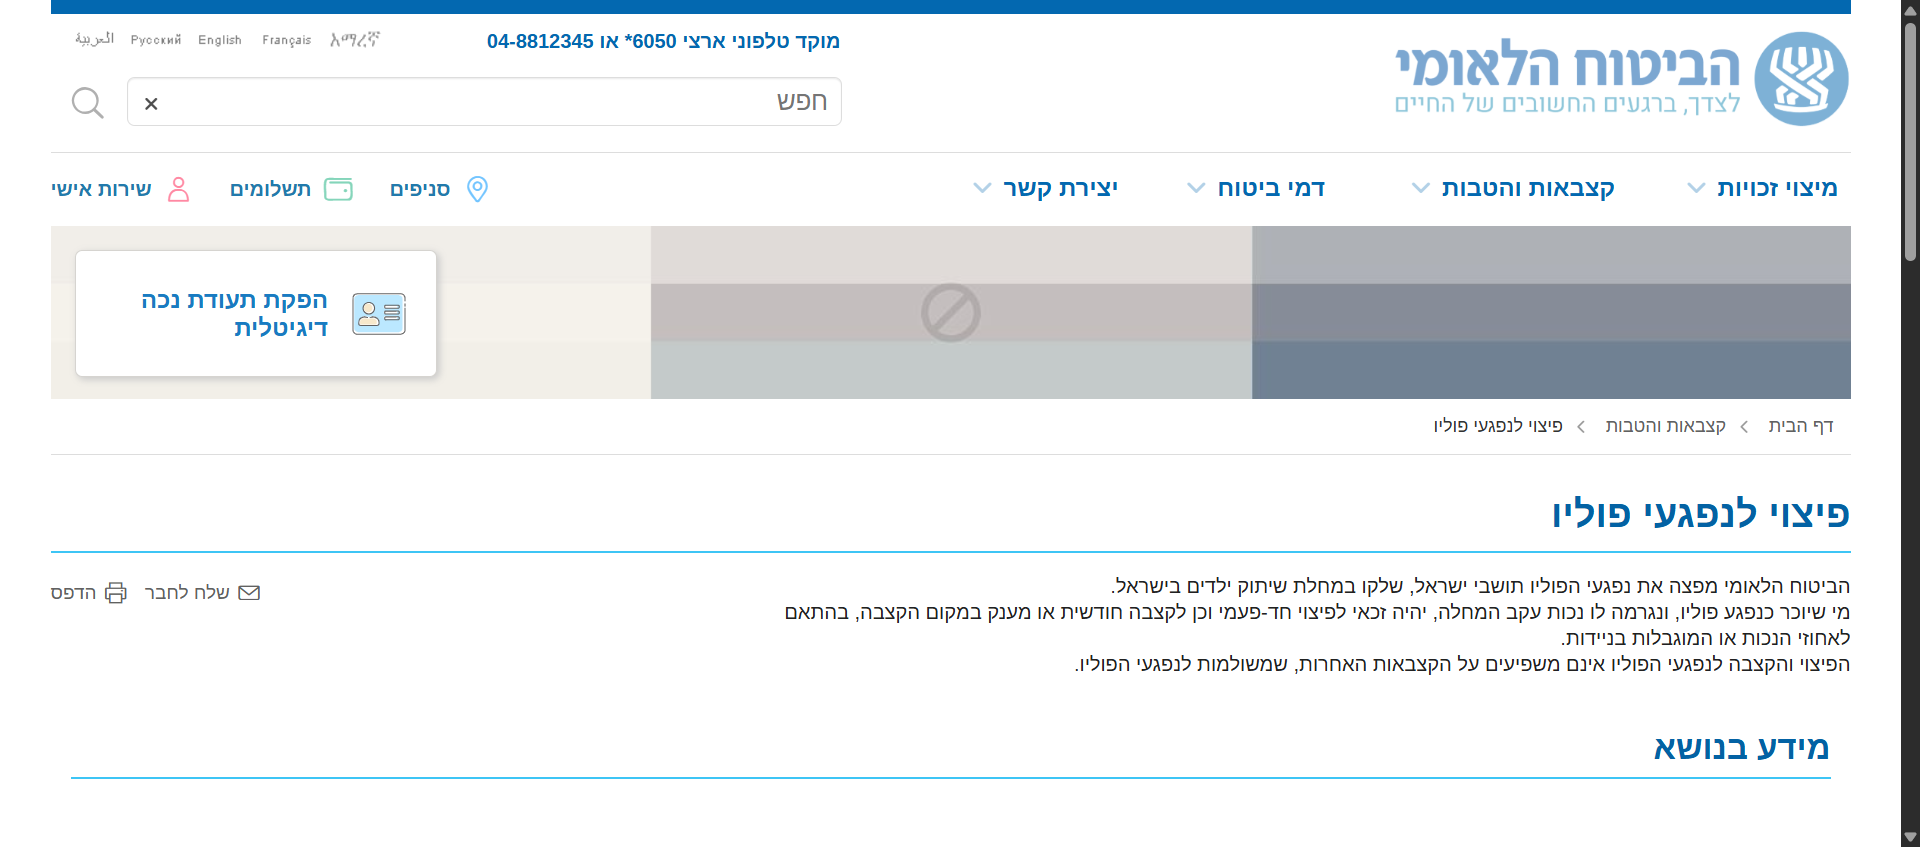 הביטוח הלאומי
לצדך, ברגעים החשובים של החיים
מוקד טלפוני ארצי 6050* או 04-8812345
አማረኛ
Français
English
Русский
العربية
חפש
מיצוי זכויות
קצבאות והטבות
דמי ביטוח
יצירת קשר
סניפים
תשלומים
שירות אישי
הפקת תעודת נכה
דיגיטלית
דף הבית
קצבאות והטבות
פיצוי לנפגעי פוליו
פיצוי לנפגעי פוליו
הביטוח הלאומי מפצה את נפגעי הפוליו תושבי ישראל, שלקו במחלת שיתוק ילדים בישראל.
מי שיוכר כנפגע פוליו, ונגרמה לו נכות עקב המחלה, יהיה זכאי לפיצוי חד-פעמי וכן לקצבה חודשית או מענק במקום הקצבה, בהתאם
לאחוזי הנכות או המוגבלות בניידות.
הפיצוי והקצבה לנפגעי הפוליו אינם משפיעים על הקצבאות האחרות, שמשולמות לנפגעי הפוליו.
שלח לחבר
הדפס
מידע בנושא